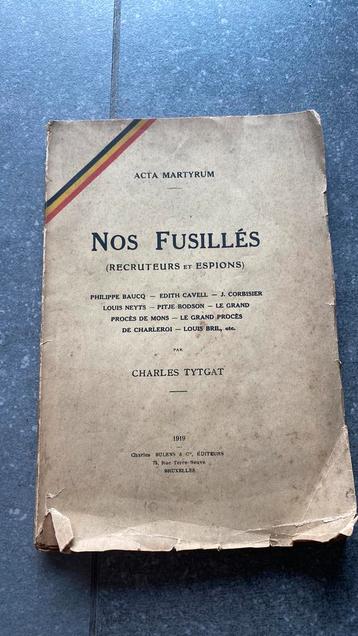 ACTA MARTYRUM
NOS FUSILLÉS
(RECRUTEURS ET ESPIONS)
PHILIPPE BAUCQ — EDITH CAVELL — J. CORBISIER
LOUIS NEYTS — PITJE BODSON — LE GRAND
PROCÈS DE MONS — LE GRAND PROCÈS
DE CHARLEROI — LOUIS BRIL, etc.
PAR
CHARLES TYTGAT
1919
Charles BULENS & Cie, ÉDITEURS
75, Rue Terre-Neuve
BRUXELLES